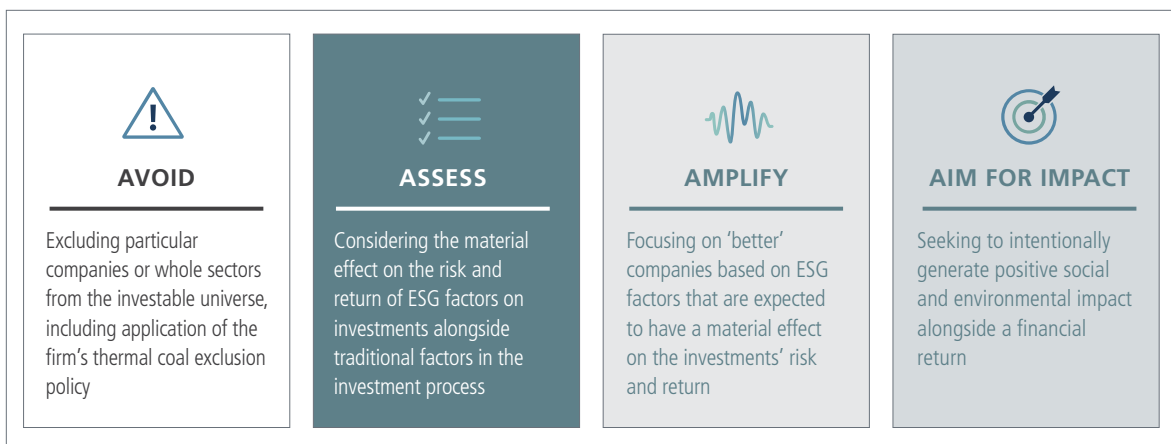 AVOID
Excluding particular
companies or whole sectors
from the investable universe,
including application of the
firm's thermal coal exclusion
policy
ASSESS
Considering the material
effect on the risk and
return of ESG factors on
investments alongside
traditional factors in the
investment process
AMPLIFY
Focusing on ‘better’
companies based on ESG
factors that are expected
to have a material effect
on the investments’ risk
and return
AIM FOR IMPACT
Seeking to intentionally
generate positive social
and environmental impact
alongside a financial
return